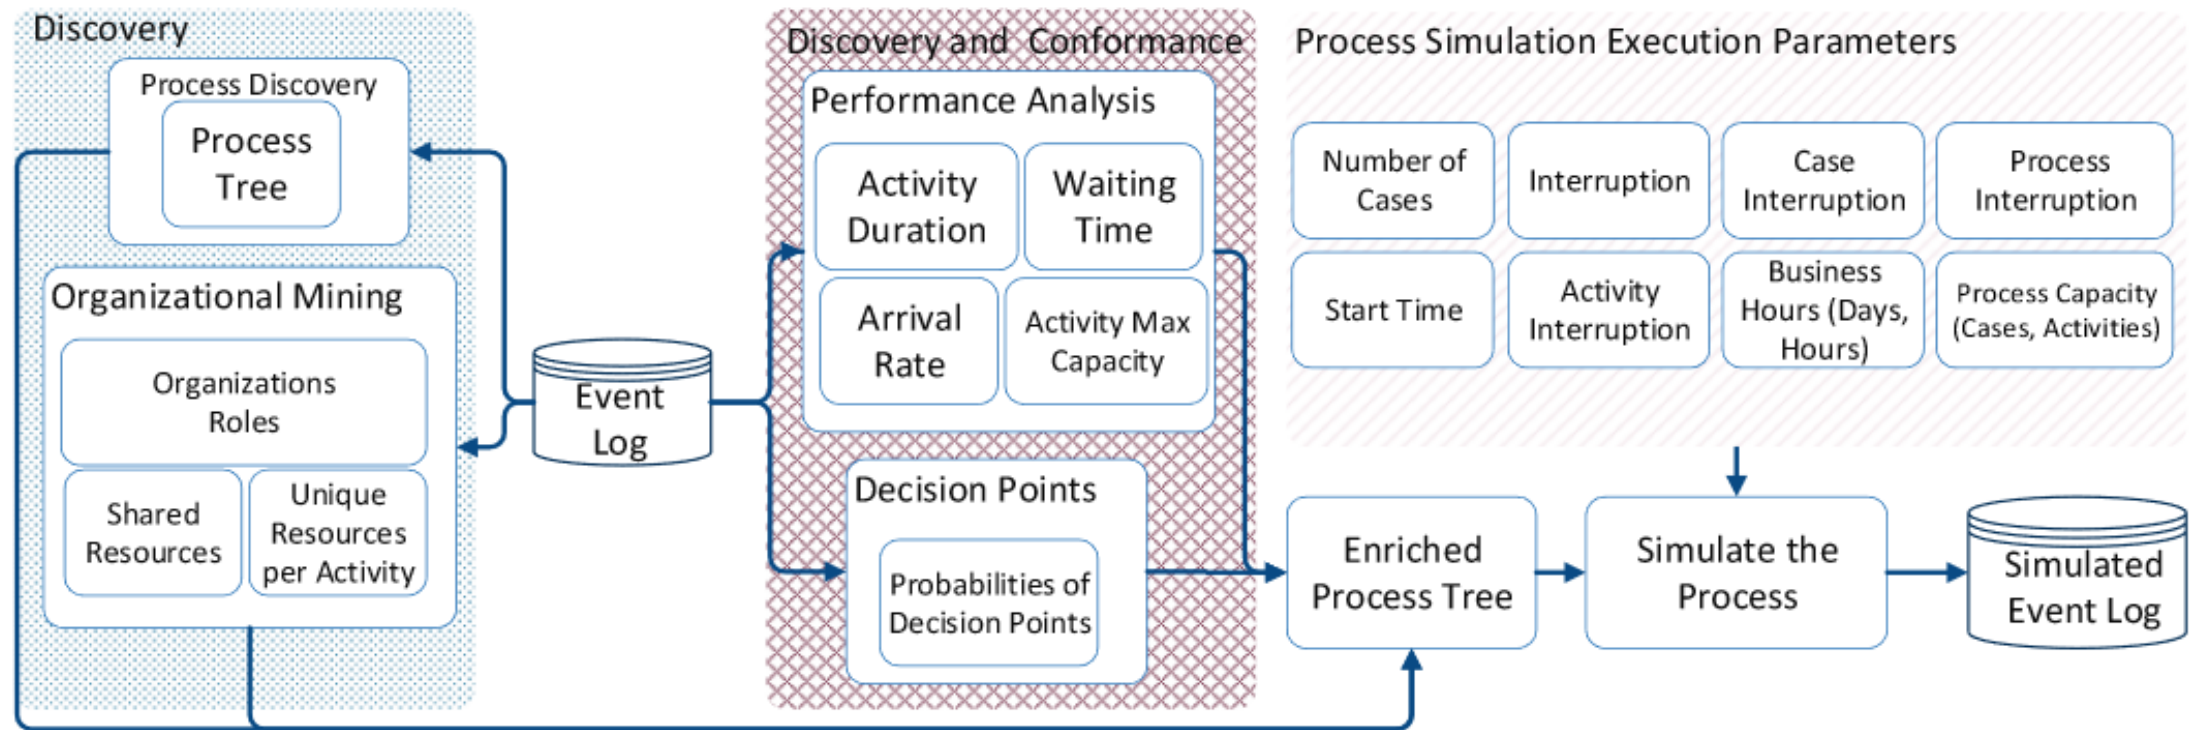 Discovery
Process Discovery
Process
Tree
Organizational Mining
Organizations
Roles
Shared
Resources
Unique
Resources
per Activity
Event
Log
Discovery and Conformance
Performance Analysis
Activity
Duration
Waiting
Time
Arrival
Rate
Activity Max
Capacity
Decision Points
Probabilities of
Decision Points
Process Simulation Execution Parameters
Number of
Cases
Interruption
Case
Interruption
Process
Interruption
Start Time
Activity
Interruption
Business
Hours (Days,
Hours)
Process Capacity
(Cases, Activities)
Enriched
Process Tree
Simulate the
Process
Simulated
Event Log